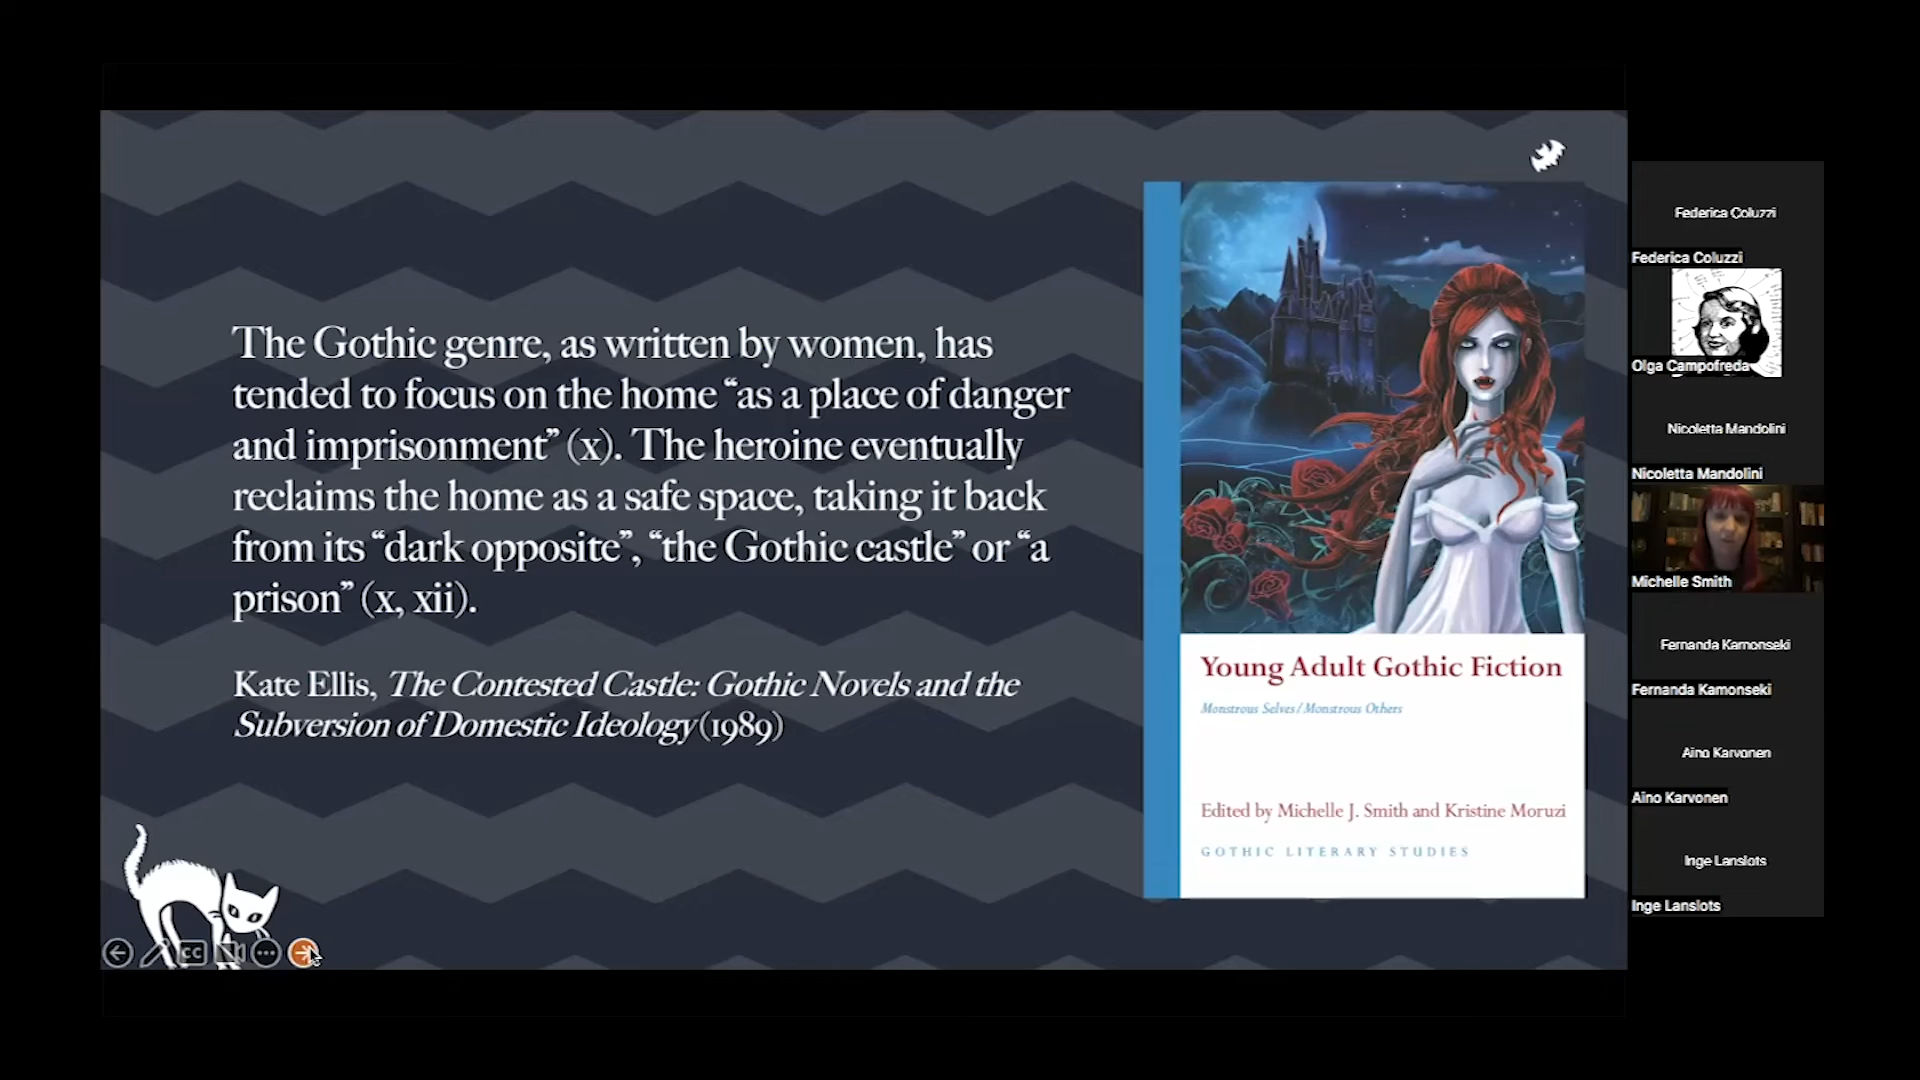 The Gothic genre, as written by women, has
tended to focus on the home “as a place of danger
and imprisonment” (x). The heroine eventually
reclaims the home as a safe space, taking it back
from its “dark opposite”, “the Gothic castle” or “a
prison” (x, xii).
Kate Ellis, The Contested Castle: Gothic Novels and the
Subversion of Domestic Ideology (1989)
Young Adult Gothic Fiction
Monstrous Selves / Monstrous Others
Edited by Michelle J. Smith and Kristine Moruzi
GOTHIC LITERARY STUDIES
CC
Federica Coluzzi
Federica Coluzzi
Olga Campofreda
Nicoletta Mandolini
Nicoletta Mandolini
Michelle Smith
Fernanda Kamonseki
Fernanda Kamonseki
Aino Karvonen
Aino Karvonen
Inge Lanslots
Inge Lanslots